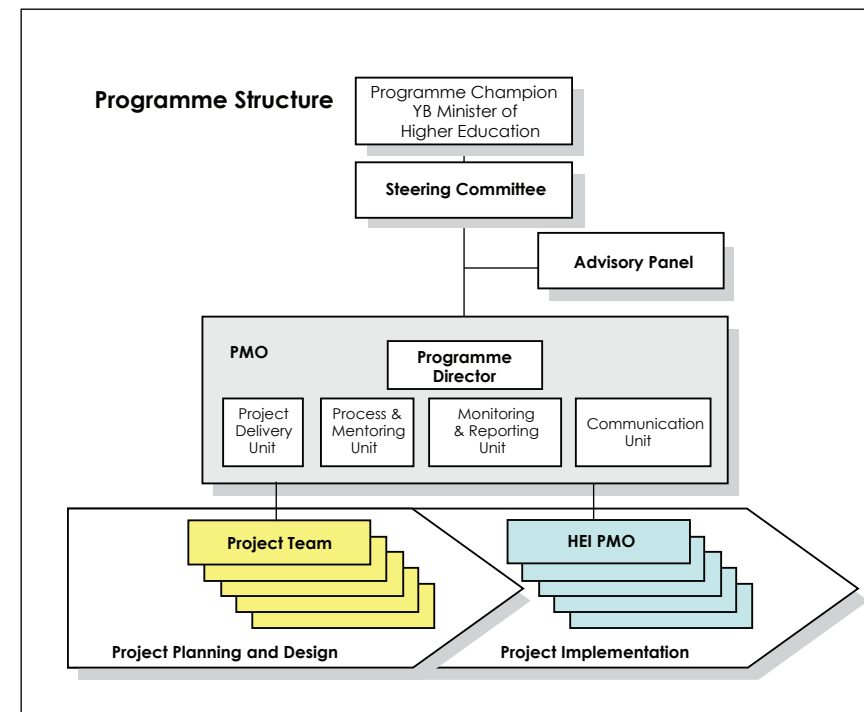 Programme Structure
Programme Champion
YB Minister of
Higher Education
Steering Committee
Advisory Panel
PMO
Programme
Director
Project
Delivery
Unit
Process &
Mentoring
Unit
Monitoring
& Reporting
Unit
Communication
Unit
Project Team
HEI PMO
Project Planning and Design
Project Implementation